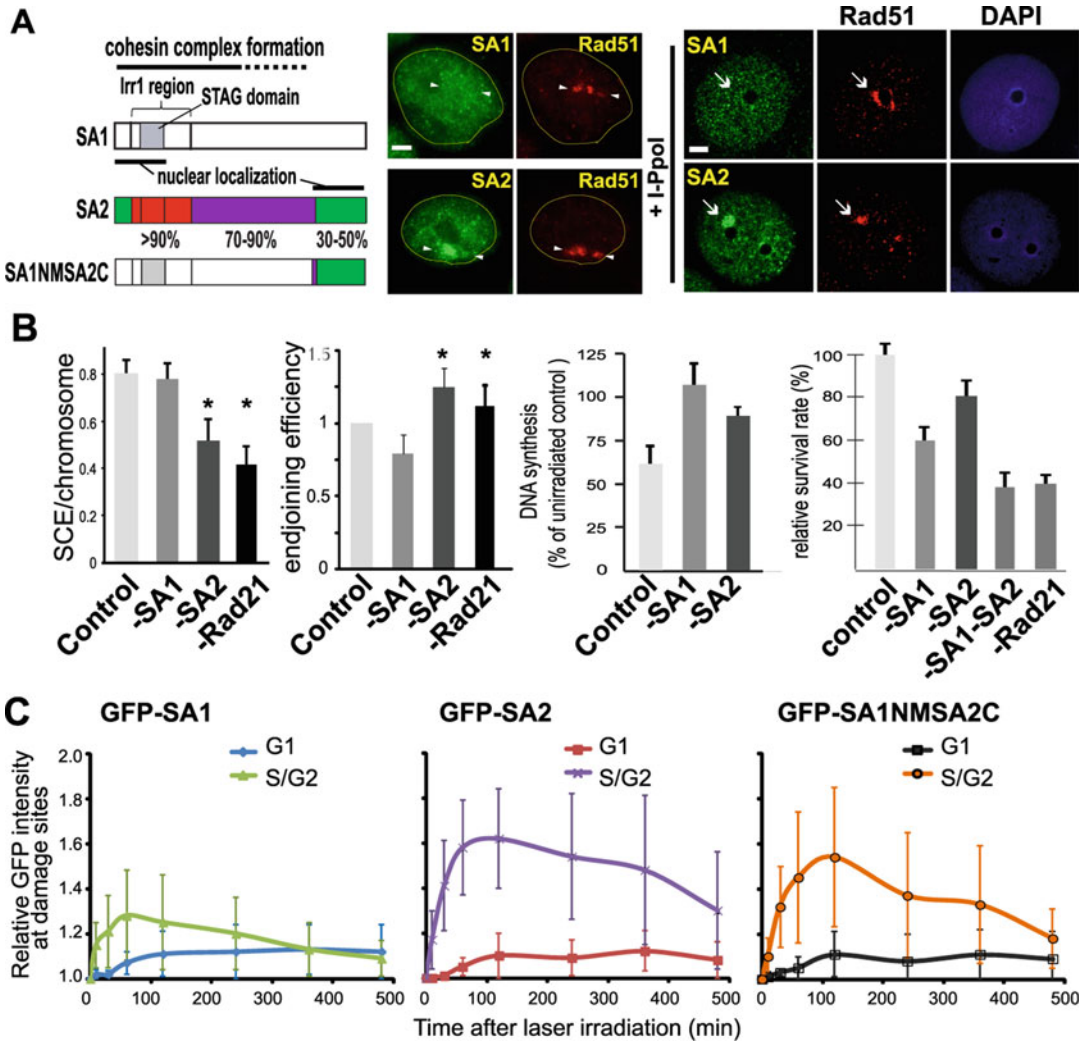 A
cohesin complex formation
Irr1 region
STAG domain
SA1
nuclear localization
SA2
>90%
70-90%
30-50%
SA1NMSA2C
SA1
Rad51
SA2
Rad51
+ I-PpoI
Rad51
DAPI
SA1
SA2
B
SCE/chromosome
0.8
0.6
0.4
0.2
0
*
*
Control
-SA1
-SA2
-Rad21
endjoining efficiency
1.5
1
0.5
0
*
*
Control
-SA1
-SA2
-Rad21
DNA synthesis
(% of unirradiated control )
125
100
75
50
25
0
Control
-SA1
-SA2
relative survival rate (%)
100
80
60
40
20
control
-SA1
-SA2
-SA1-SA2
-Rad21
C
GFP-SA1
GFP-SA2
GFP-SA1NMSA2C
Relative GFP intensity
at damage sites
2.0
1.8
1.6
1.4
1.2
1.0
G1
S/G2
G1
S/G2
G1
S/G2
0 100 200 300 400 500
0 100 200 300 400 500
0 100 200 300 400 500
Time after laser irradiation (min)